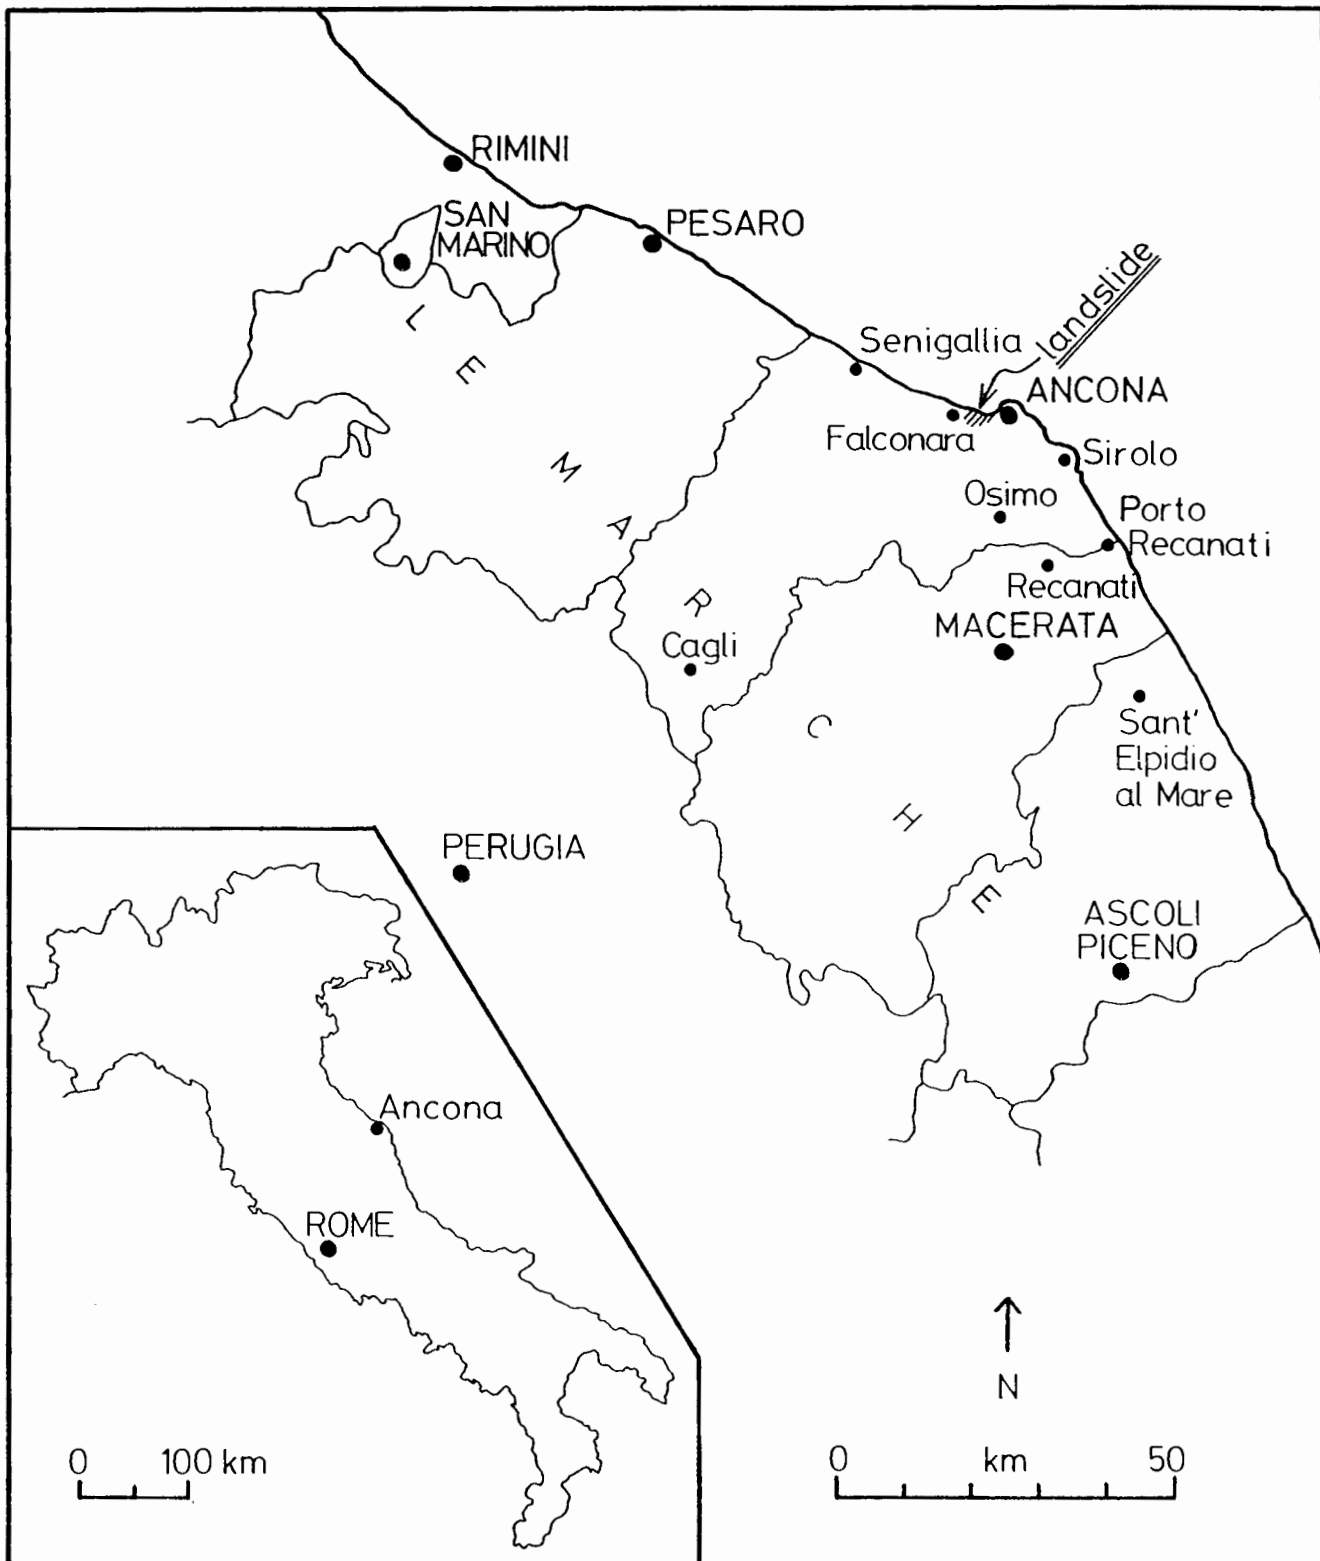 RIMINI
SAN
MARINO
PESARO
landslide
Senigallia
ANCONA
Falconara
Sirolo
Osimo
Porto
Recanati
Recanati
MACERATA
Cagli
Sant'
Elpidio
al Mare
L E M A R C H E
PERUGIA
ASCOLI
PICENO
Ancona
ROME
N
0 100 km
0 km 50